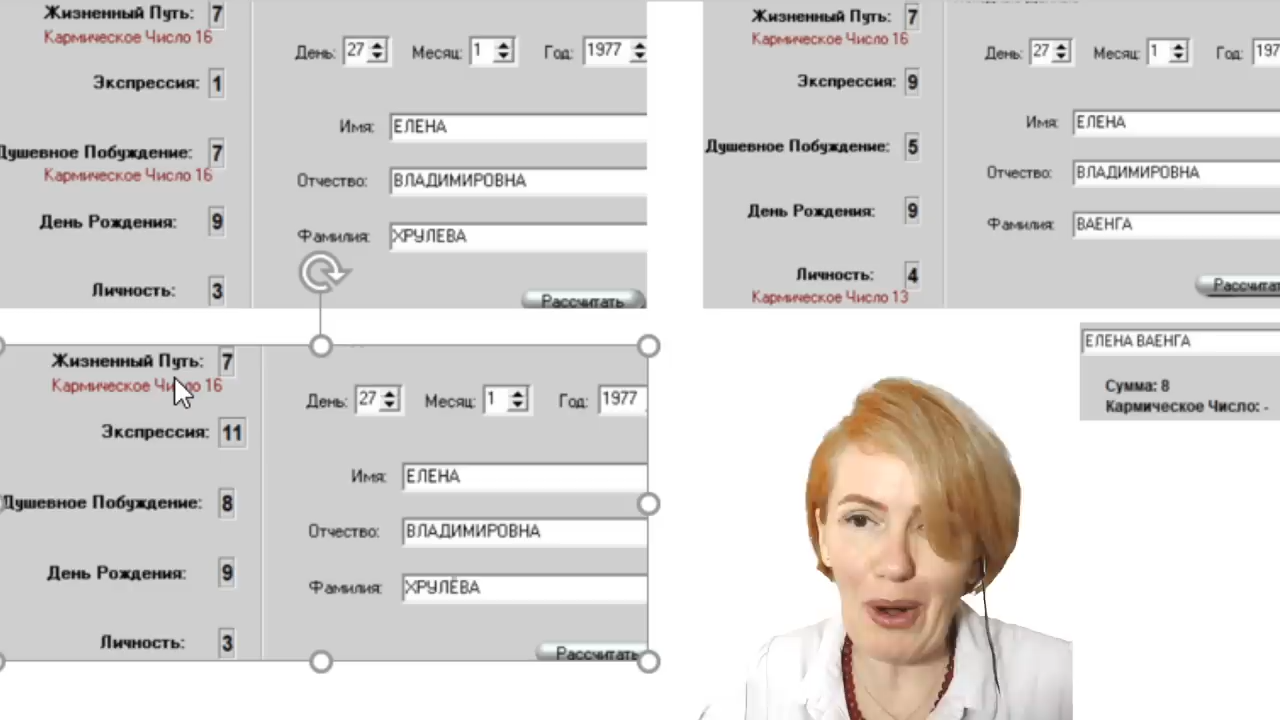 Жизненный Путь: 7
Кармическое Число 16
День: 27 Месяц: 1 Год: 1977
Экспрессия: 1
Имя: ЕЛЕНА
Душевное Побуждение: 7
Кармическое Число 16
Отчество: ВЛАДИМИРОВНА
День Рождения: 9
Фамилия: ХРУЛЕВА
Личность: 3
Рассчитать
Жизненный Путь: 7
Кармическое Число 16
День: 27 Месяц: 1 Год: 197
Экспрессия: 9
Имя: ЕЛЕНА
Душевное Побуждение: 5
Отчество: ВЛАДИМИРОВНА
День Рождения: 9
Фамилия: ВАЕНГА
Личность: 4
Рассчитат
Кармическое Число 13
Жизненный Путь: 7
Кармическое Число 16
День: 27 Месяц: 1 Год: 1977
Экспрессия: 11
Имя: ЕЛЕНА
Душевное Побуждение: 8
Отчество: ВЛАДИМИРОВНА
День Рождения: 9
Фамилия: ХРУЛЁВА
Личность: 3
Рассчитать
ЕЛЕНА ВАЕНГА
Сумма: 8
Кармическое Число: -